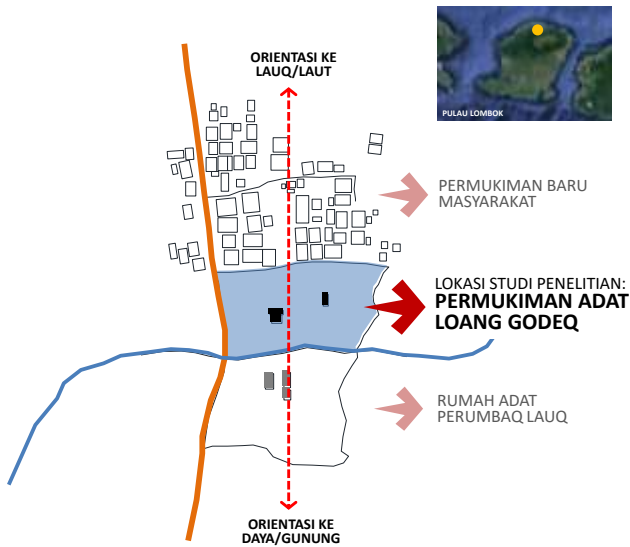 ORIENTASI KE
LAUQ/LAUT
PULAU LOMBOK
PERMUKIMAN BARU
MASYARAKAT
LOKASI STUDI PENELITIAN:
PERMUKIMAN ADAT
LOANG GODEQ
RUMAH ADAT
PERUMBAQ LAUQ
ORIENTASI KE
DAYA/GUNUNG